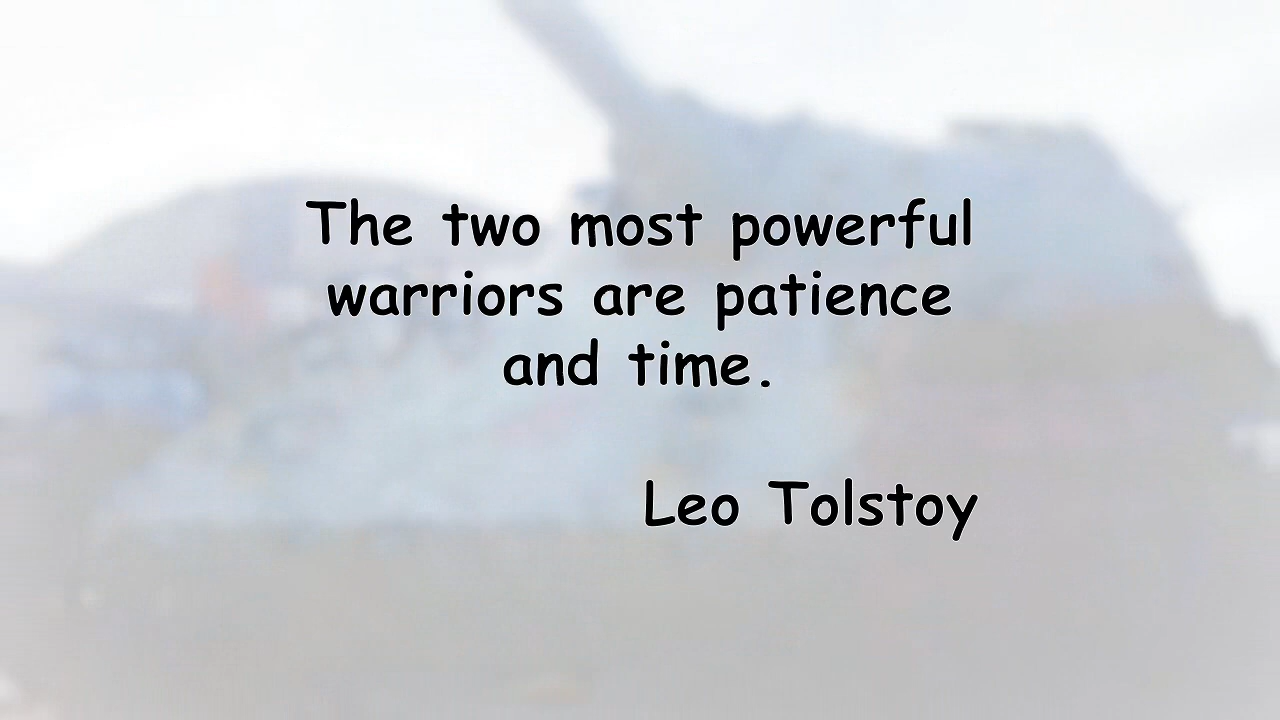 The two most powerful
warriors are patience
and time.
Leo Tolstoy